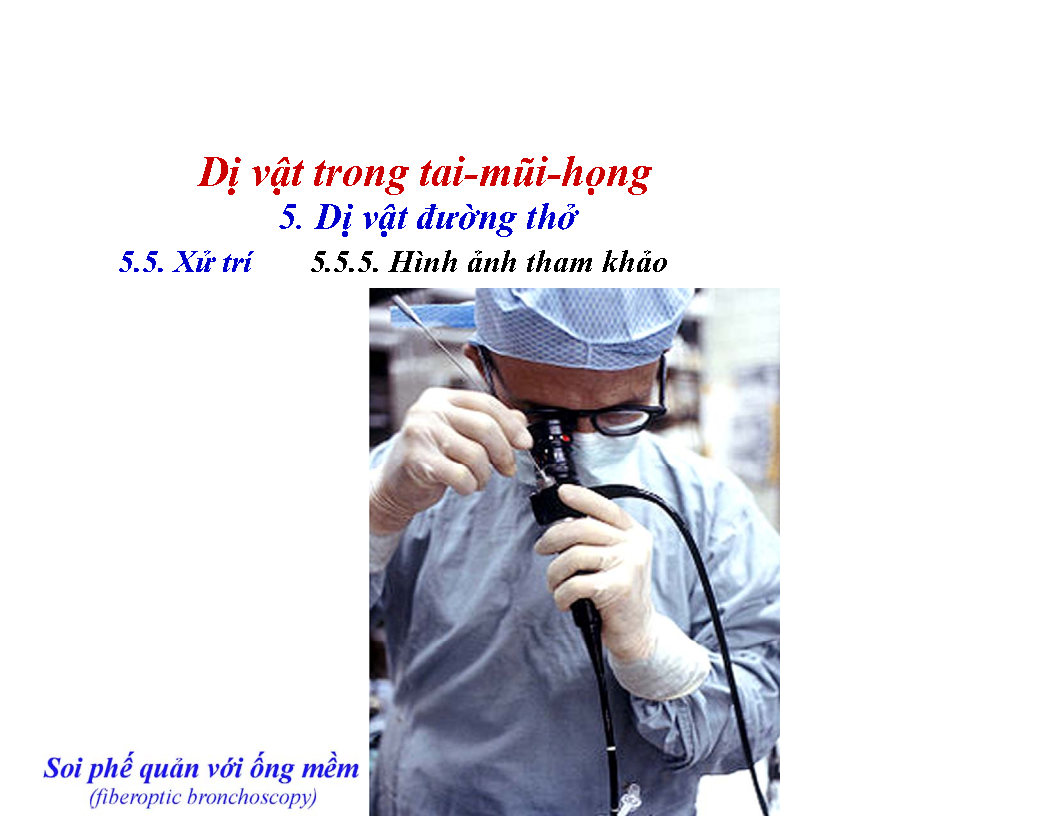 Dị vật trong tai-mũi-họng
5. Dị vật đường thở
5.5. Xử trí 5.5.5. Hình ảnh tham khảo
Soi phế quản với ống mềm
(fiberoptic bronchoscopy)